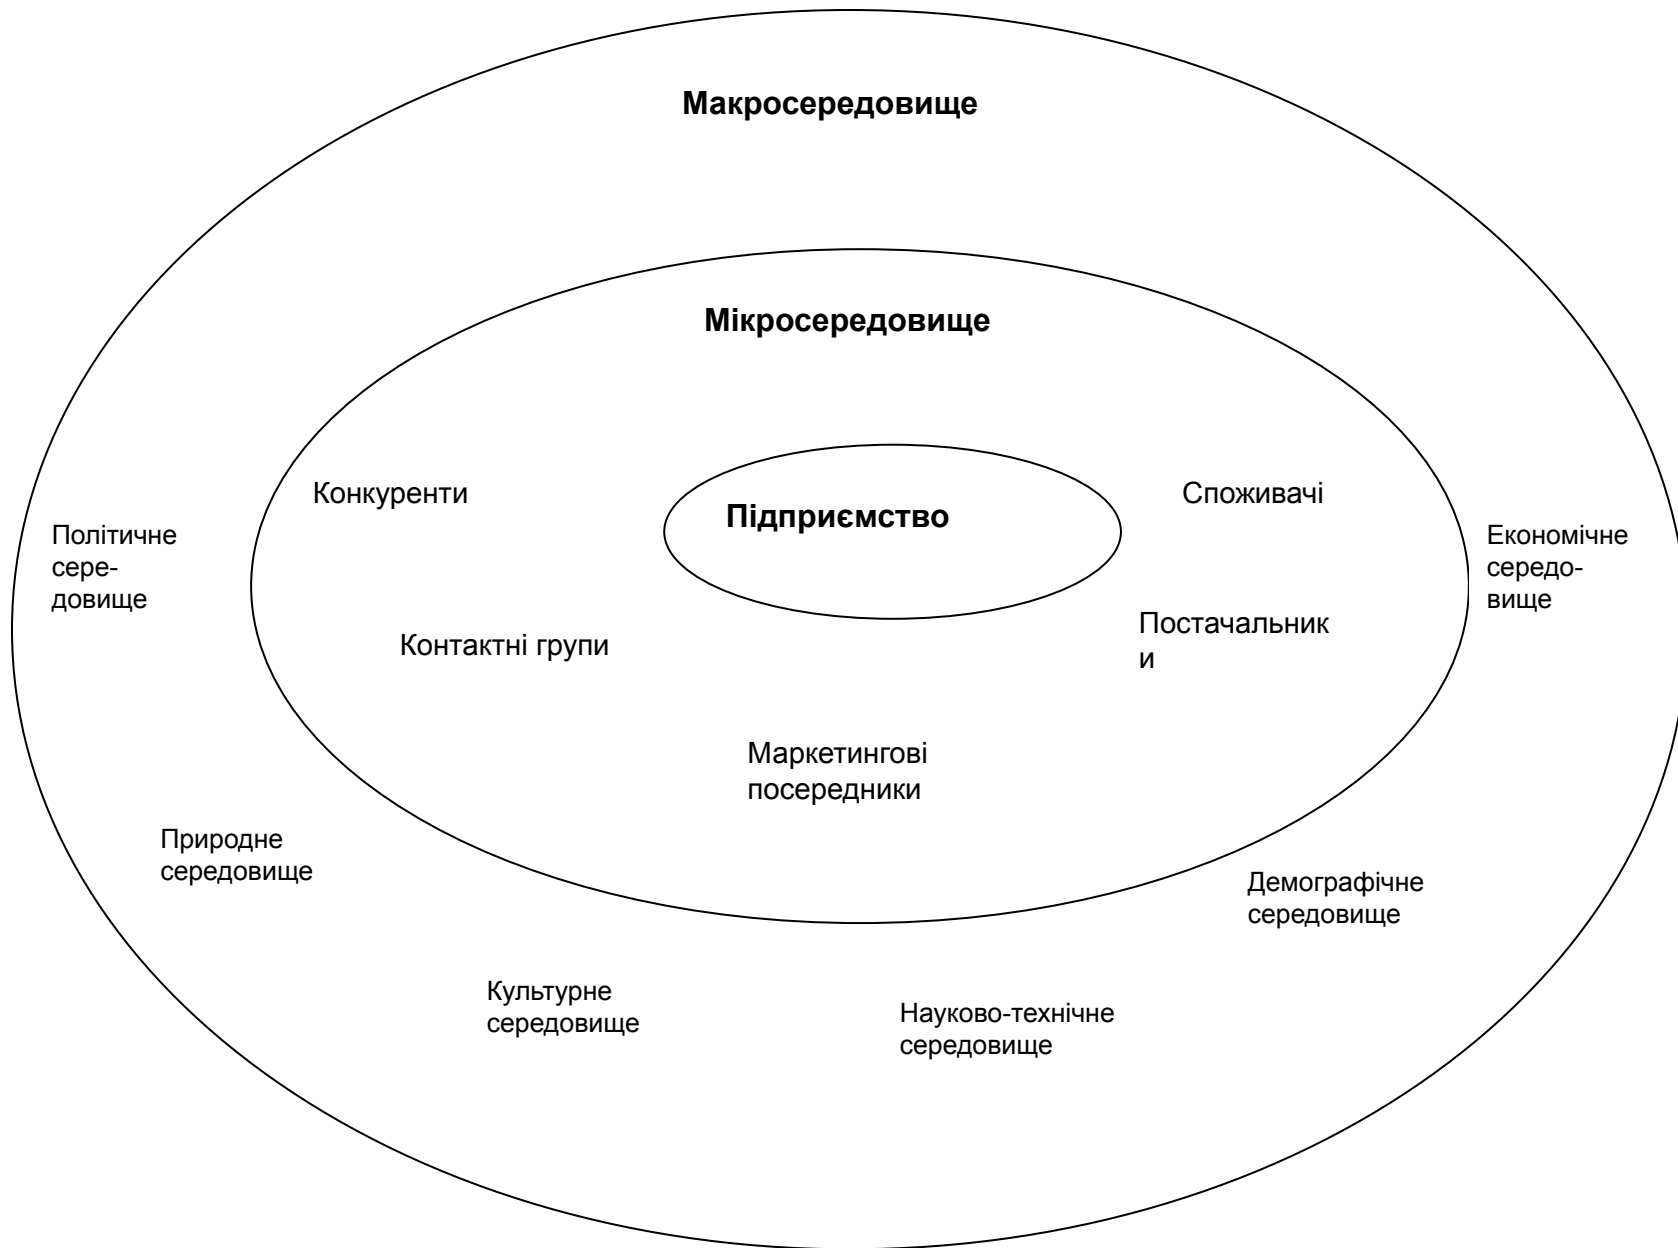 Макросередовище
Мікросередовище
Конкуренти
Підприємство
Споживачі
Політичне
сере-
довище
Економічне
середо-
вище
Контактні групи
Постачальник
и
Маркетингові
посередники
Природне
середовище
Демографічне
середовище
Культурне
середовище
Науково-технічне
середовище